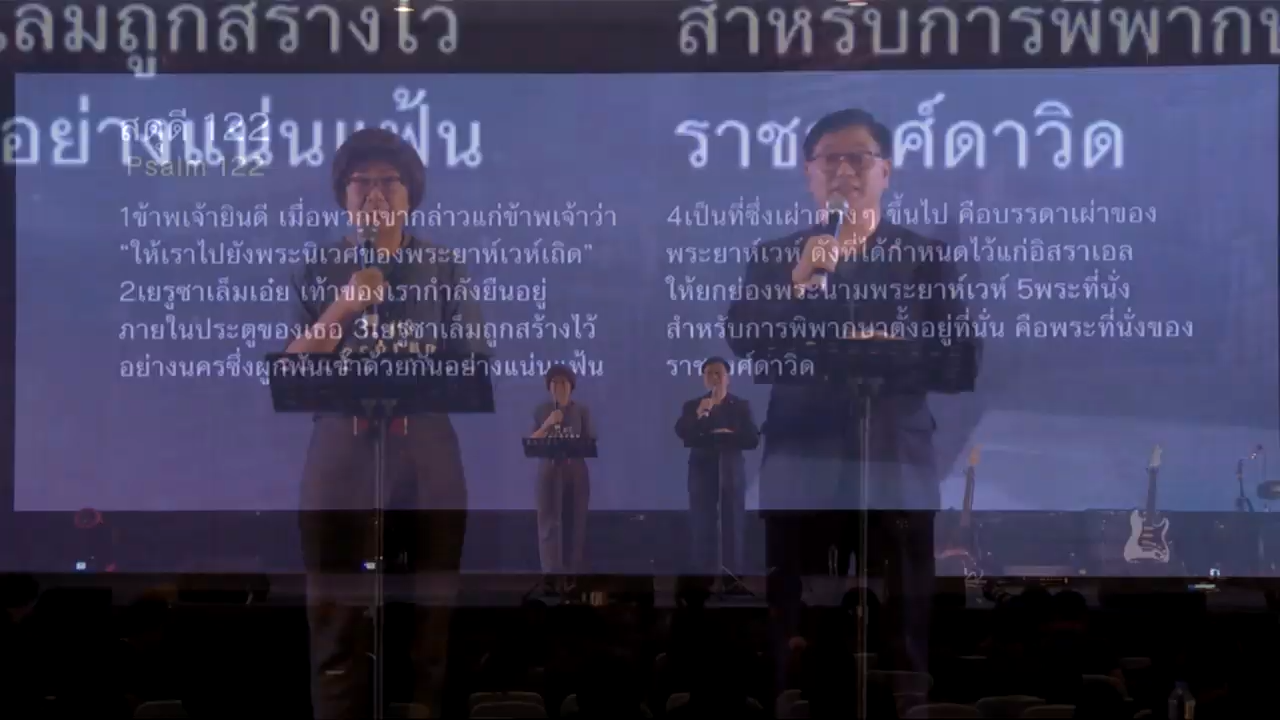 เล็มถูกสร้างไว้
สำหรับการพิพาก
อย่าง แน่นแฟ้น
ราช ศ์ดาวิด
สดุดี 122
Psalm 122
1ข้าพเจ้ายินดี เมื่อพวกเขากล่าวแก่ข้าพเจ้าว่า
“ให้เราไปยังพระนิเวศของพระยาห์เวห์เถิด”
2เยรูซาเล็มเอ๋ย เท้าของเรากำลังยืนอยู่
ภายในประตูของเธอ 3เยรูซาเล็มถูกสร้างไว้
อย่างนครซึ่งผูกพันเข้าด้วยกันอย่างแน่นแฟ้น
4เป็นที่ซึ่งเผ่าต่างๆ ขึ้นไป คือบรรดาเผ่าของ
พระยาห์เวห์ ดังที่ได้กำหนดไว้แก่อิสราเอล
ให้ยกย่องพระนามพระยาห์เวห์ 5พระที่นั่ง
สำหรับการพิพากษาตั้งอยู่ที่นั่น คือพระที่นั่งของ
ราชวงศ์ดาวิด